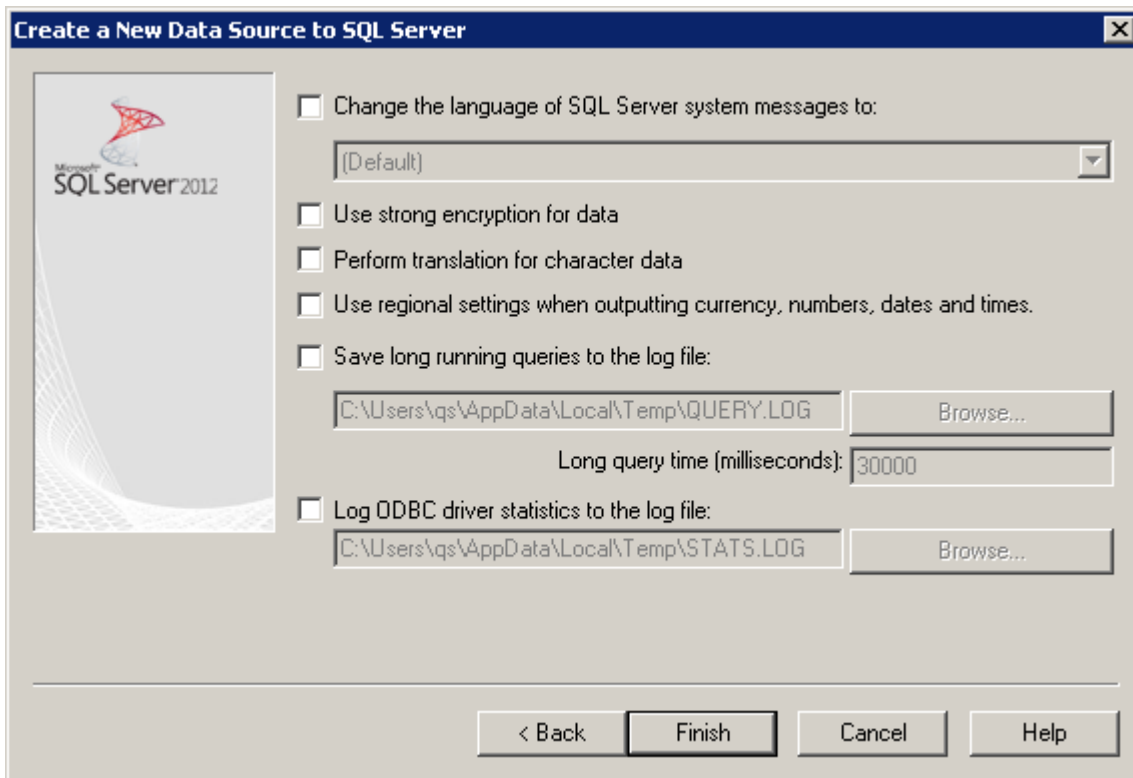 Create a New Data Source to SQL Server
Microsoft®
SQL Server 2012
Change the language of SQL Server system messages to:
(Default)
Use strong encryption for data
Perform translation for character data
Use regional settings when outputting currency, numbers, dates and times.
Save long running queries to the log file:
C:\Users\qs\AppData\Local\Temp\QUERY.LOG
Browse...
Long query time (milliseconds):
30000
Log ODBC driver statistics to the log file:
C:\Users\qs\AppData\Local\Temp\STATS.LOG
Browse...
< Back
Finish
Cancel
Help